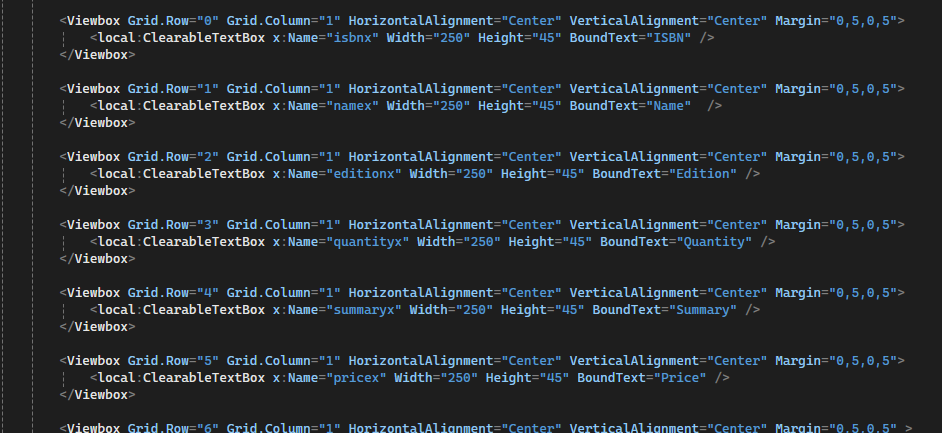 <Viewbox Grid.Row="0" Grid.Column="1" HorizontalAlignment="Center" VerticalAlignment="Center" Margin="0,5,0,5">
<local:ClearableTextBox x:Name="isbnx" Width="250" Height="45" BoundText="ISBN" />
</Viewbox>
<Viewbox Grid.Row="1" Grid.Column="1" HorizontalAlignment="Center" VerticalAlignment="Center" Margin="0,5,0,5">
<local:ClearableTextBox x:Name="namex" Width="250" Height="45" BoundText="Name"  />
</Viewbox>
<Viewbox Grid.Row="2" Grid.Column="1" HorizontalAlignment="Center" VerticalAlignment="Center" Margin="0,5,0,5">
<local:ClearableTextBox x:Name="editionx" Width="250" Height="45" BoundText="Edition" />
</Viewbox>
<Viewbox Grid.Row="3" Grid.Column="1" HorizontalAlignment="Center" VerticalAlignment="Center" Margin="0,5,0,5">
<local:ClearableTextBox x:Name="quantityx" Width="250" Height="45" BoundText="Quantity" />
</Viewbox>
<Viewbox Grid.Row="4" Grid.Column="1" HorizontalAlignment="Center" VerticalAlignment="Center" Margin="0,5,0,5">
<local:ClearableTextBox x:Name="summaryx" Width="250" Height="45" BoundText="Summary" />
</Viewbox>
<Viewbox Grid.Row="5" Grid.Column="1" HorizontalAlignment="Center" VerticalAlignment="Center" Margin="0,5,0,5">
<local:ClearableTextBox x:Name="pricex" Width="250" Height="45" BoundText="Price" />
</Viewbox>
<Viewbox Grid.Row="6" Grid.Column="1" HorizontalAlignment="Center" VerticalAlignment="Center" Margin="0,5,0,5" >